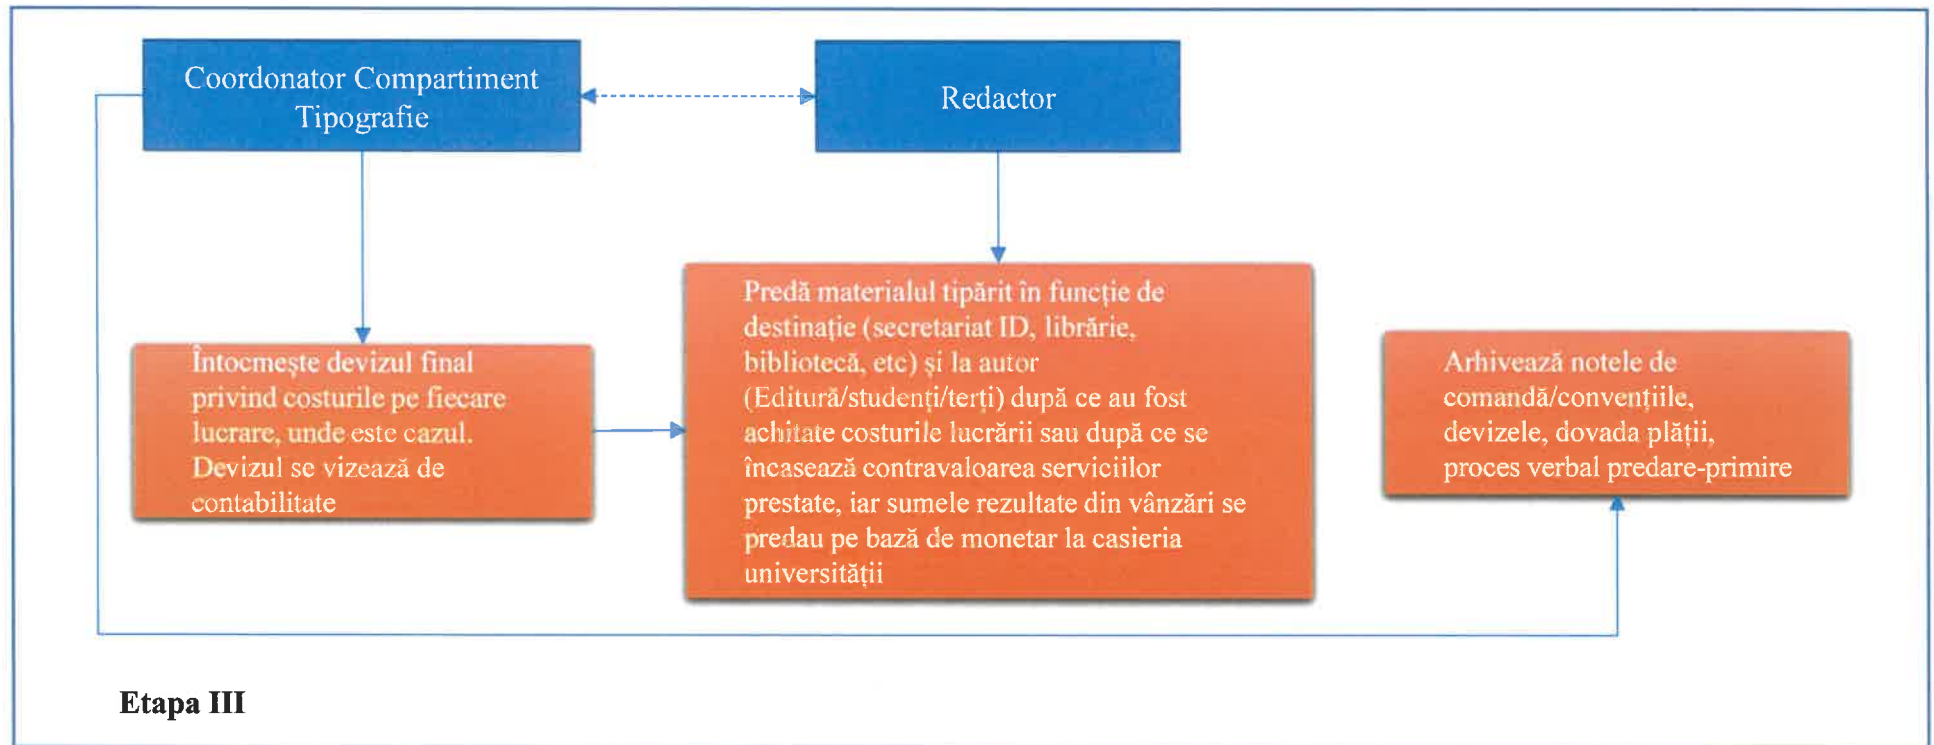 Coordonator Compartiment
Tipografie
Redactor
Întocmește devizul final
privind costurile pe fiecare
lucrare, unde este cazul.
Devizul se vizează de
contabilitate
Predă materialul tipărit în funcție de
destinație (secretariat ID, librărie,
bibliotecă, etc) și la autor
(Editură/studenți/terți) după ce au fost
achitate costurile lucrării sau după ce se
încasează contravaloarea serviciilor
prestate, iar sumele rezultate din vânzări se
predau pe bază de monetar la casieria
universității
Arhivează notele de
comandă/convențiile,
devizele, dovada plății,
proces verbal predare-primire
Etapa III